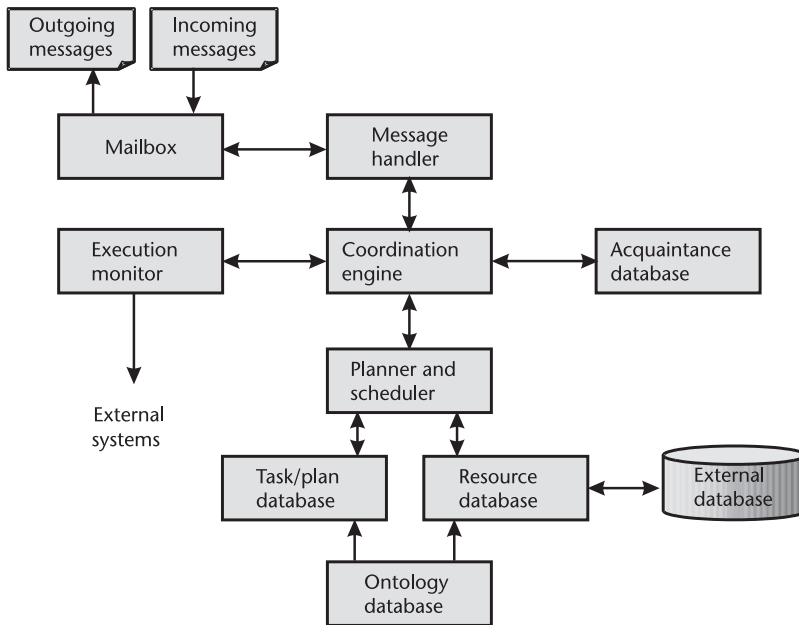 Outgoing
messages
Incoming
messages
Mailbox
Message
handler
Execution
monitor
Coordination
engine
Acquaintance
database
Planner and
scheduler
External
systems
Task/plan
database
Resource
database
External
database
Ontology
database